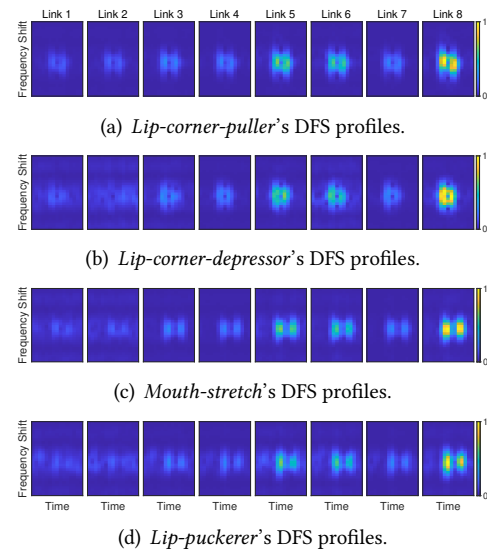 Link 1 Link 2 Link 3 Link 4 Link 5 Link 6 Link 7 Link 8
Frequency Shift
1
0
(a) Lip-corner-puller's DFS profiles.
Frequency Shift
1
0
(b) Lip-corner-depressor's DFS profiles.
Frequency Shift
1
0
(c) Mouth-stretch's DFS profiles.
Frequency Shift
1
0
Time Time Time Time Time Time Time Time
(d) Lip-puckerer's DFS profiles.